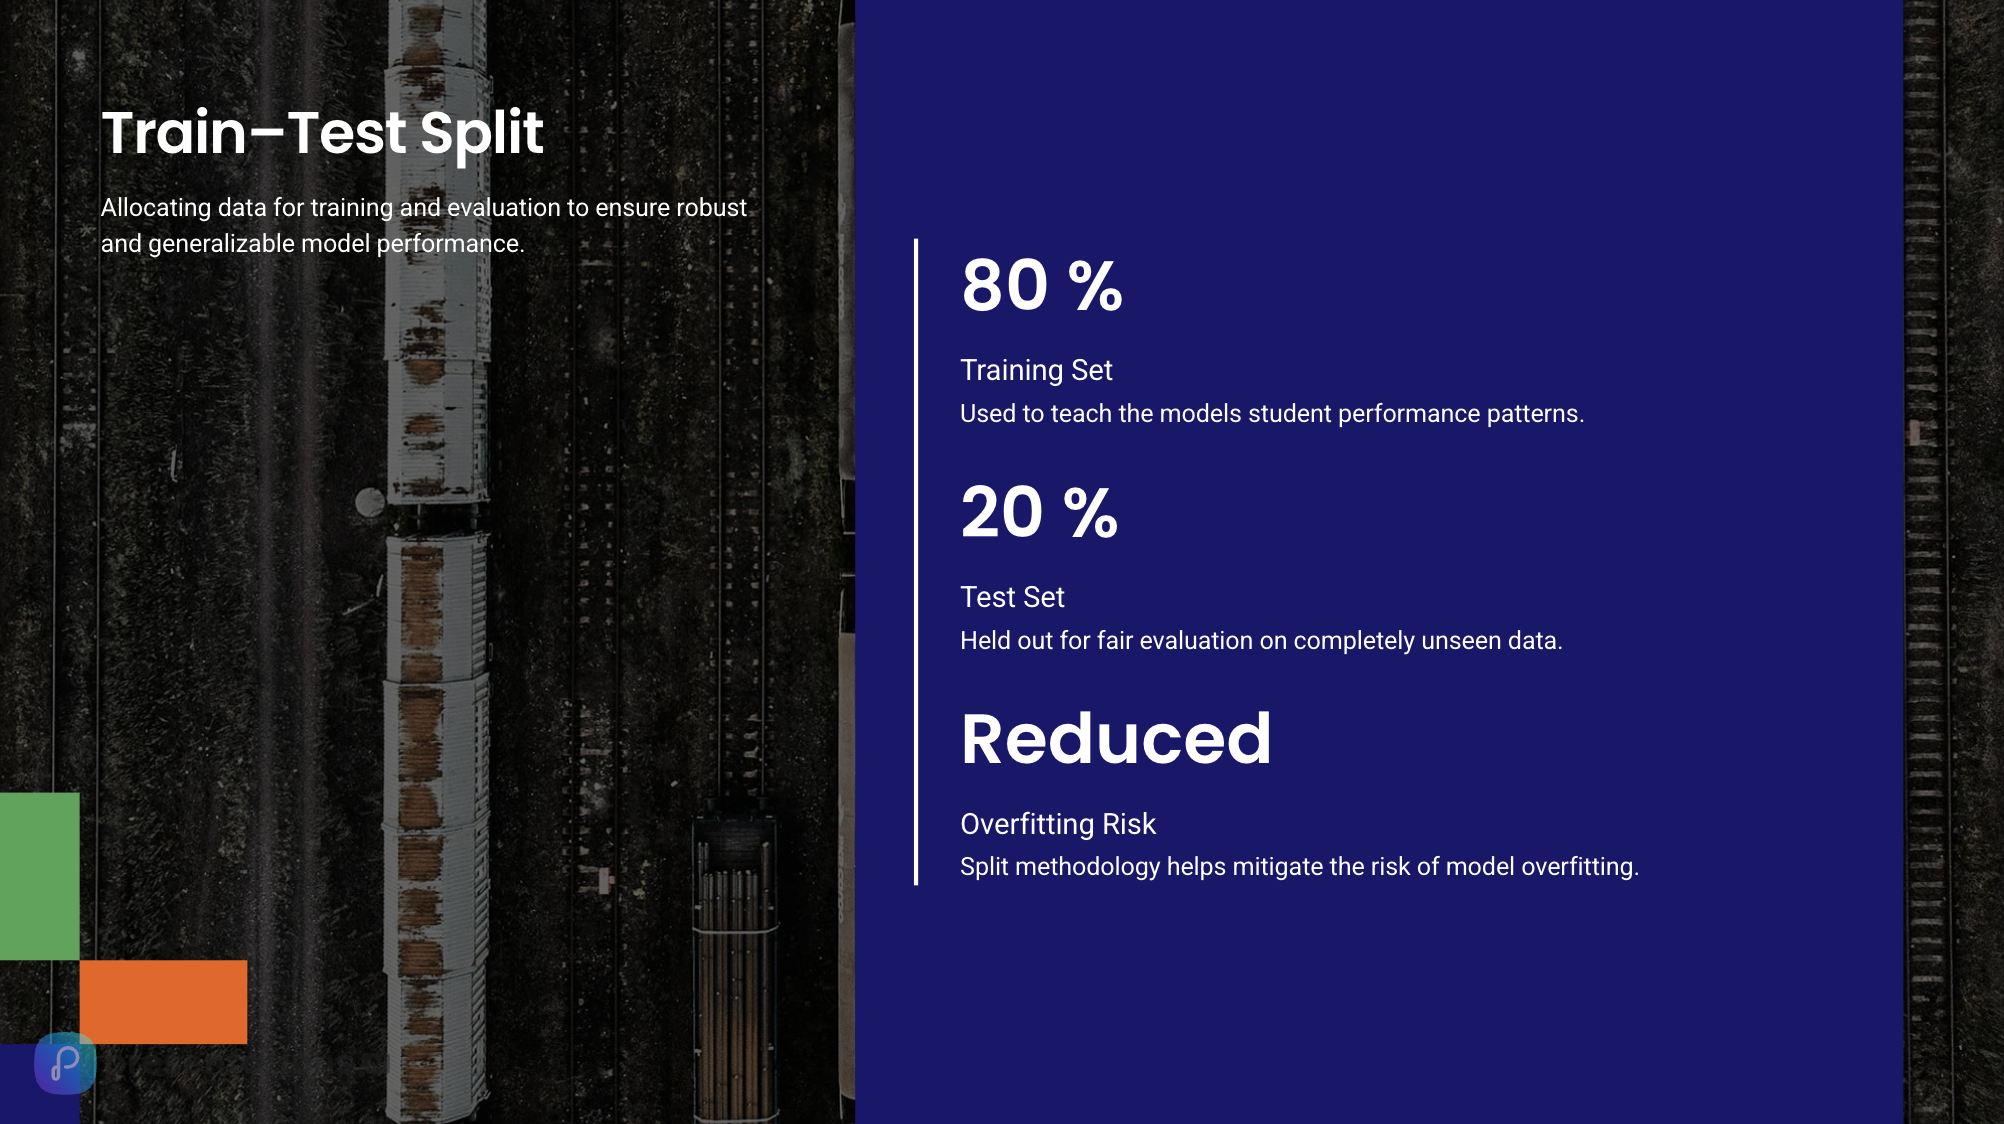 Train–Test Split
Allocating data for training and evaluation to ensure robust
and generalizable model performance.
80 %
Training Set
Used to teach the models student performance patterns.
20 %
Test Set
Held out for fair evaluation on completely unseen data.
Reduced
Overfitting Risk
Split methodology helps mitigate the risk of model overfitting.